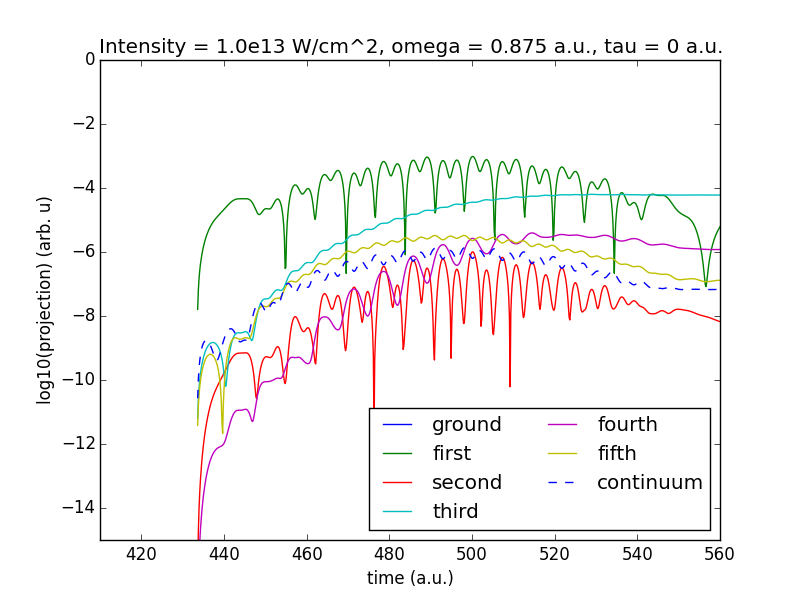 Intensity = 1.0e13 W/cm^2, omega = 0.875 a.u., tau = 0 a.u.
0
−2
−4
−6
−8
−10
−12
−14
log10(projection) (arb. u)
ground
first
second
third
fourth
fifth
continuum
420
440
460
480
500
520
540
560
time (a.u.)